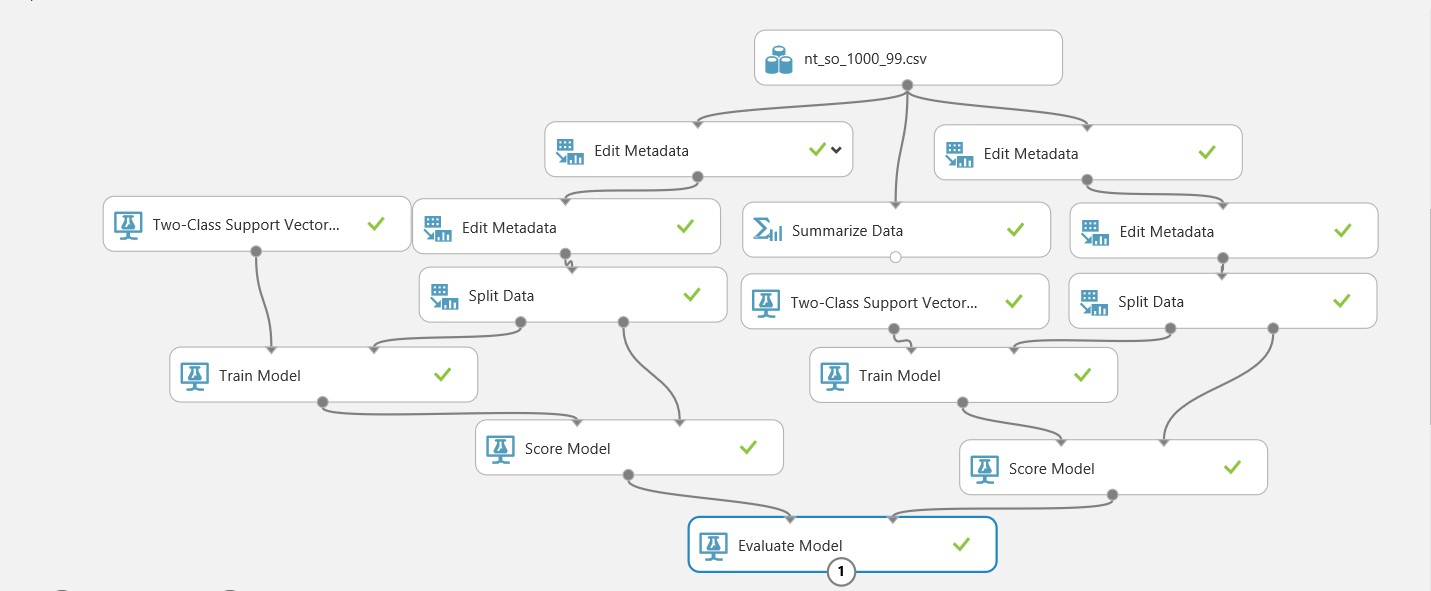 nt_so_1000_99.csv
Edit Metadata
Edit Metadata
Two-Class Support Vector...
Edit Metadata
Summarize Data
Edit Metadata
Split Data
Two-Class Support Vector...
Split Data
Train Model
Train Model
Score Model
Score Model
Evaluate Model
1